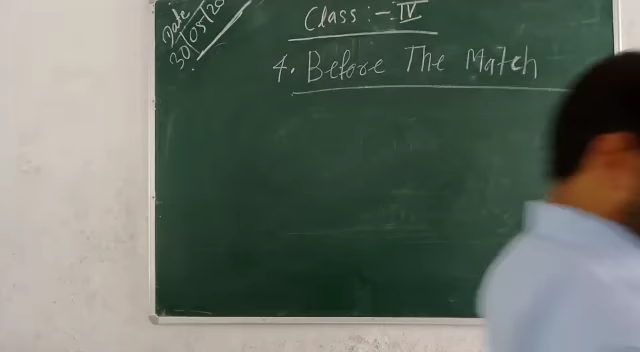 Date
30/05/20
Class :- IV
4. Before The Match